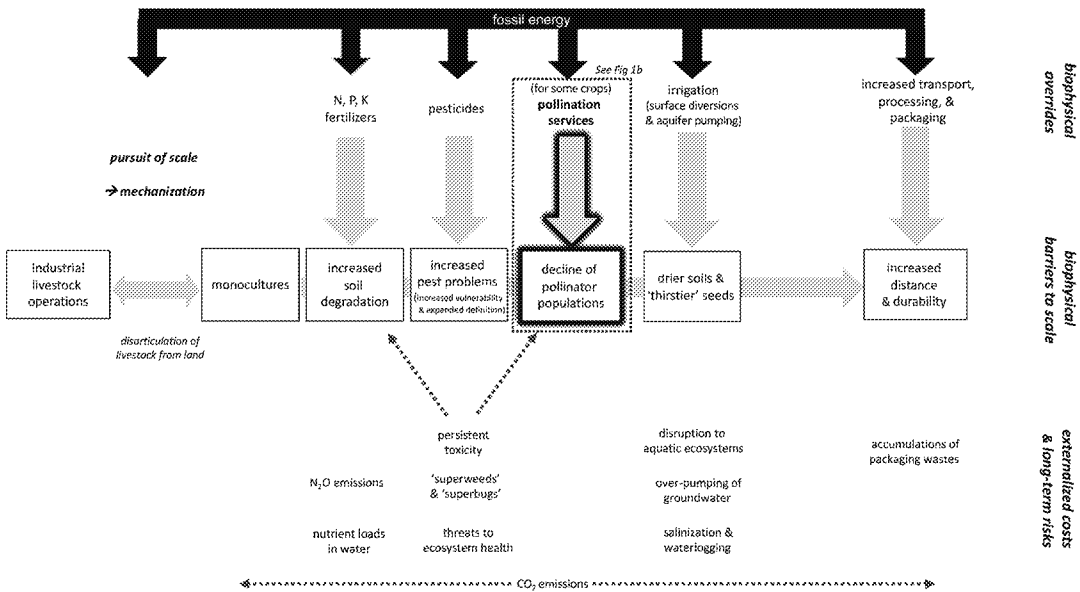 fossil energy
See Fig 1b
N, P, K
fertilizers
pesticides
(for some crops)
pollination
services
irrigation
(surface diversions
& aquifer pumping)
increased transport,
processing, &
packaging
biophysical
overrides
pursuit of scale
→ mechanization
industrial
livestock
operations
monocultures
increased
soil
degradation
increased
pest problems
(increased vulnerability
& expanded definition)
decline of
pollinator
populations
drier soils &
'thirstier' seeds
increased
distance
& durability
biophysical
barriers to scale
disarticulation of
livestock from land
persistent
toxicity
disruption to
aquatic ecosystems
accumulations of
packaging wastes
N₂O emissions
'superweeds'
& 'superbugs'
over-pumping of
groundwater
nutrient loads
in water
threats to
ecosystem health
salinization &
waterlogging
externalized costs
& long-term risks
CO₂ emissions